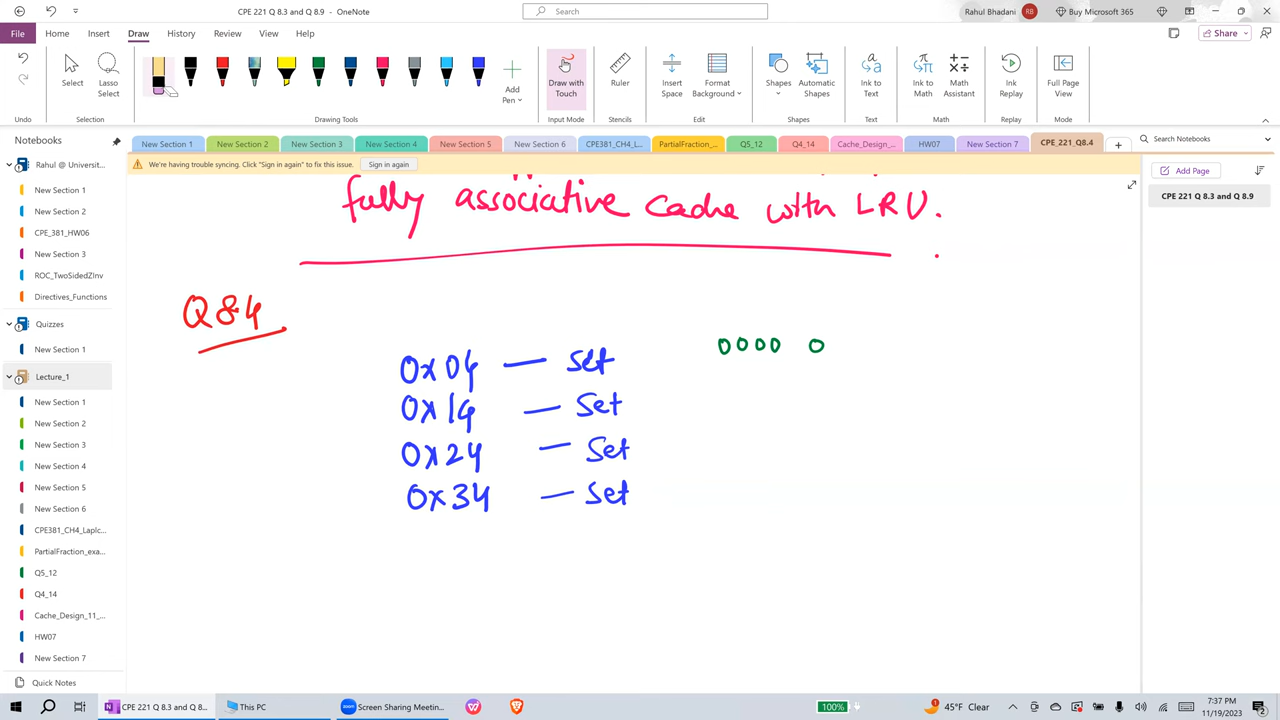 CPE 221 Q 8.3 and Q 8.9 - OneNote
Search
Rahul Bhadani RB
Buy Microsoft 365
File Home Insert Draw History Review View Help
Share
Undo
Select
Lasso Select
Add Pen
Draw with Touch
Ruler
Insert Space
Format Background
Shapes
Automatic Shapes
Ink to Text
Ink to Math
Math Assistant
Ink Replay
Full Page View
Undo Selection Drawing Tools Input Mode Stencils Edit Shapes Text Math Replay Mode
Notebooks
New Section 1 New Section 2 New Section 3 New Section 4 New Section 5 New Section 6 CPE381_CH4_L... PartialFraction_... Q5_12 Q4_14 Cache_Design_... HW07 New Section 7 CPE_221_Q8.4
Search Notebooks
We're having trouble syncing. Click "Sign in again" to fix this issue. Sign in again
Rahul @ Universit...
New Section 1
New Section 2
CPE_381_HW06
New Section 3
ROC_TwoSidedZInv
Directives_Functions
Quizzes
New Section 1
Lecture_1
New Section 1
New Section 2
New Section 3
New Section 4
New Section 5
New Section 6
CPE381_CH4_Laplc...
PartialFraction_exa...
Q5_12
Q4_14
Cache_Design_11_...
HW07
New Section 7
Quick Notes
Add Page
CPE 221 Q 8.3 and Q 8.9
fully associative Cache with LRU.
Q84
0000 0
0x04 — Set
0x14 — Set
0x24 — Set
0x34 — Set
CPE 221 Q 8.3 and Q 8... This PC Screen Sharing Meetin...
100%
45°F Clear
7:37 PM
11/19/2023
2